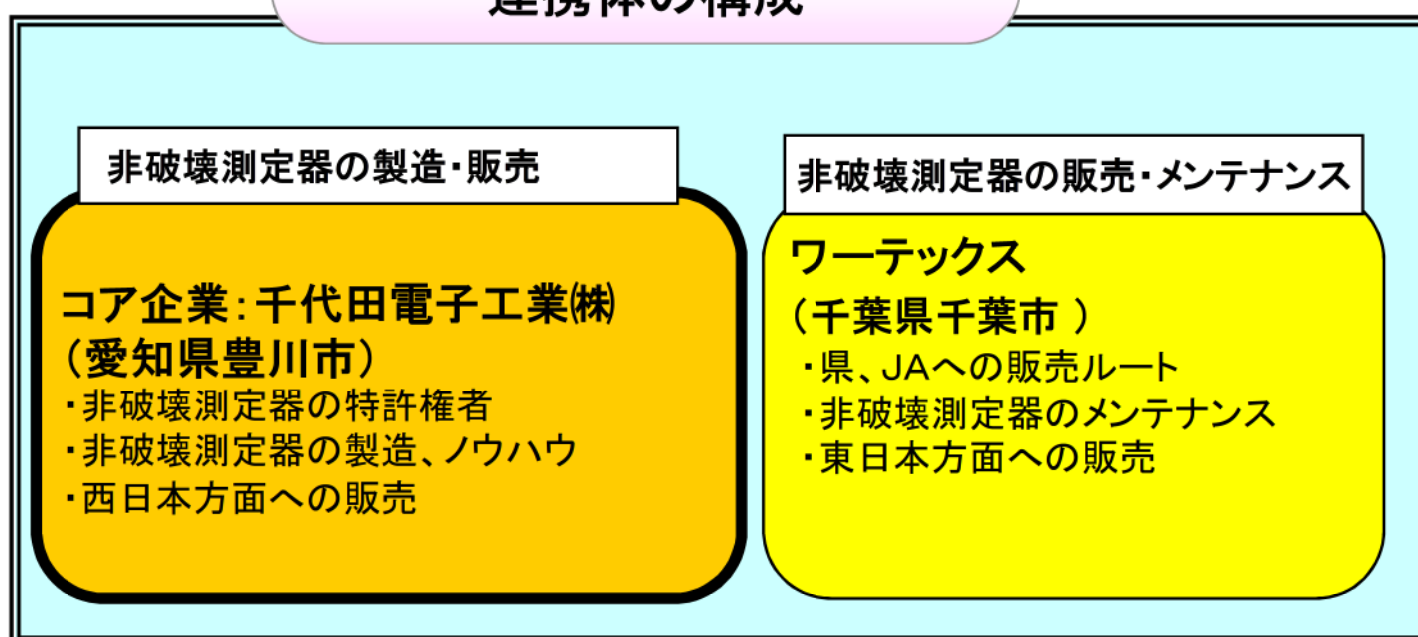 連携体の構成
非破壊測定器の製造・販売
コア企業：千代田電子工業㈱
（愛知県豊川市）
・非破壊測定器の特許権者
・非破壊測定器の製造、ノウハウ
・西日本方面への販売
非破壊測定器の販売・メンテナンス
ワーテックス
（千葉県千葉市 ）
・県、JAへの販売ルート
・非破壊測定器のメンテナンス
・東日本方面への販売